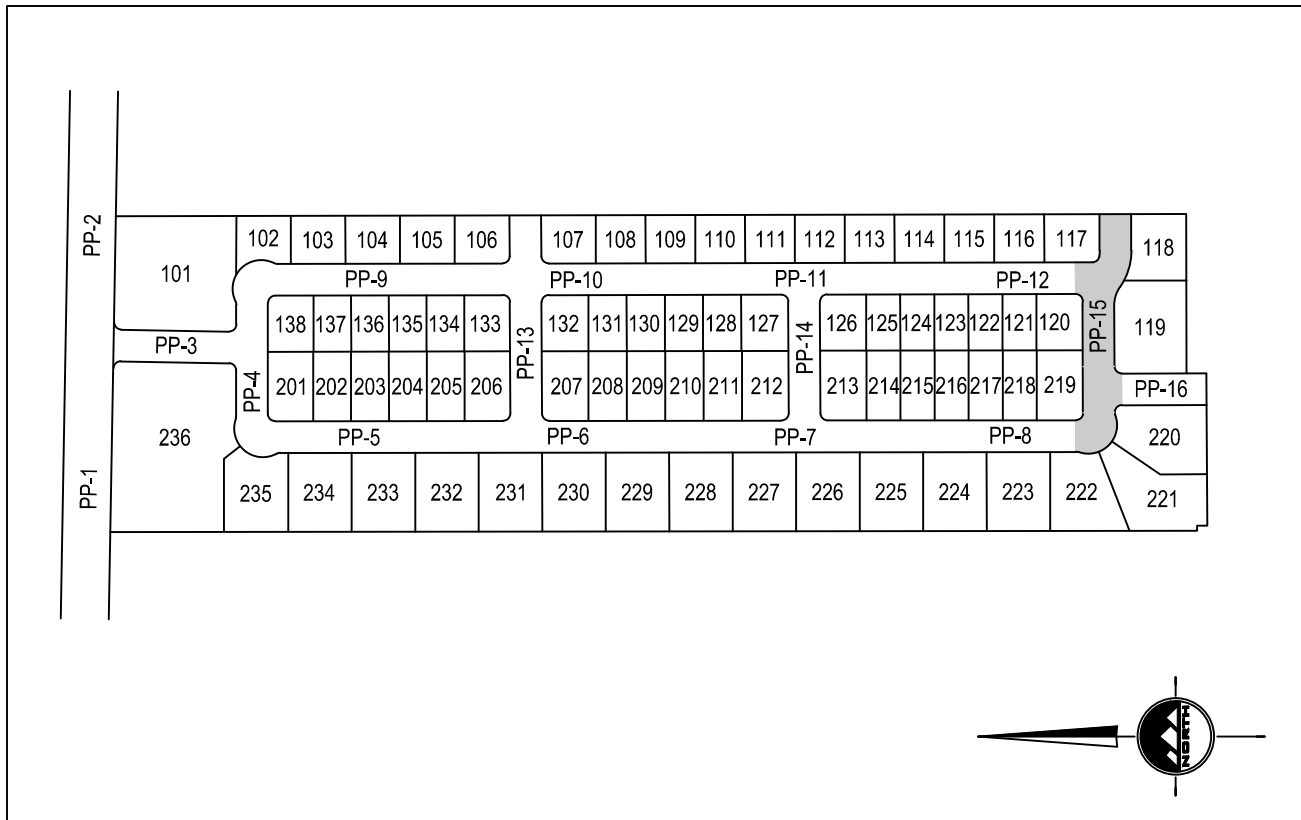 PP-2
102 103 104 105 106 107 108 109 110 111 112 113 114 115 116 117 118
101
PP-9 PP-10 PP-11 PP-12
138 137 136 135 134 133 132 131 130 129 128 127 126 125 124 123 122 121 120 119
PP-3 PP-13 PP-14 PP-15
PP-4
201 202 203 204 205 206 207 208 209 210 211 212 213 214 215 216 217 218 219 PP-16
236 PP-5 PP-6 PP-7 PP-8 220
PP-1
235 234 233 232 231 230 229 228 227 226 225 224 223 222 221
NORTH